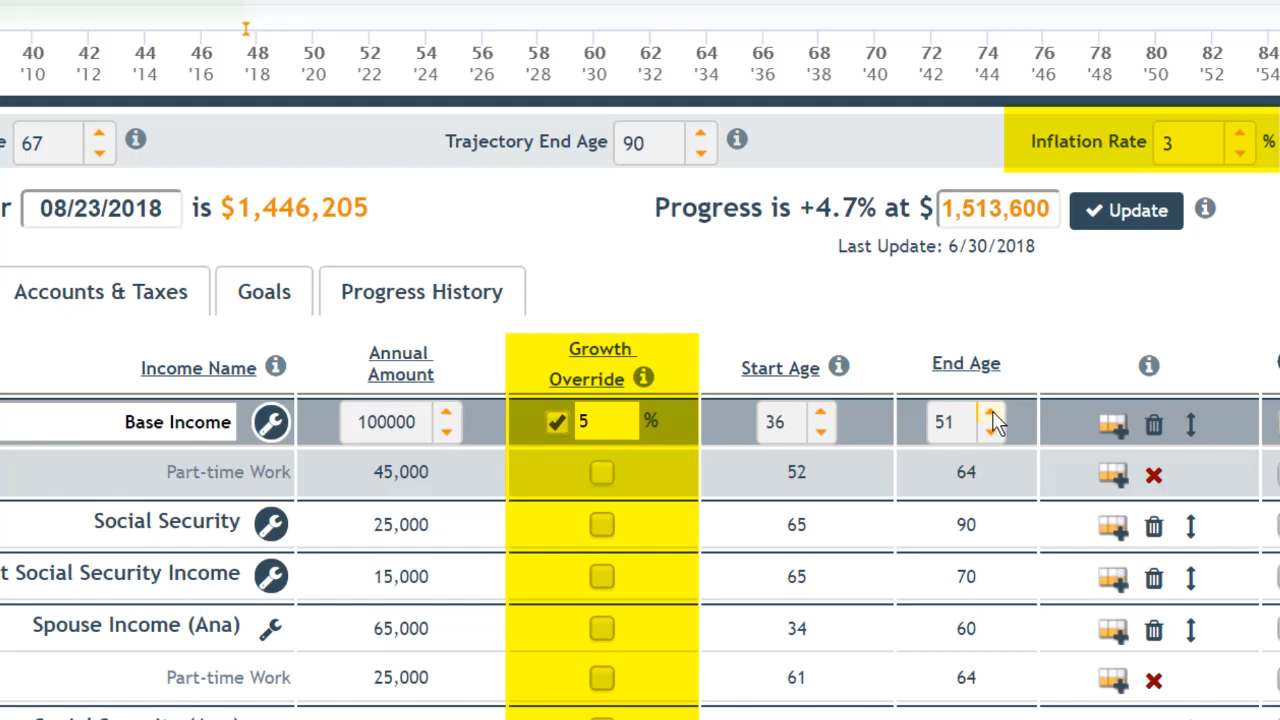 40 42 44 46 48 50 52 54 56 58 60 62 64 66 68 70 72 74 76 78 80 82 84
'10 '12 '14 '16 '18 '20 '22 '24 '26 '28 '30 '32 '34 '36 '38 '40 '42 '44 '46 '48 '50 '52 '54
e 67 Trajectory End Age 90 Inflation Rate 3 %
r 08/23/2018 is $1,446,205 Progress is +4.7% at $ 1,513,600 Update
Last Update: 6/30/2018
Accounts & Taxes Goals Progress History
Income Name Annual Amount Growth Override Start Age End Age
Base Income 100000 5 % 36 51
Part-time Work 45,000 52 64
Social Security 25,000 65 90
t Social Security Income 15,000 65 70
Spouse Income (Ana) 65,000 34 60
Part-time Work 25,000 61 64